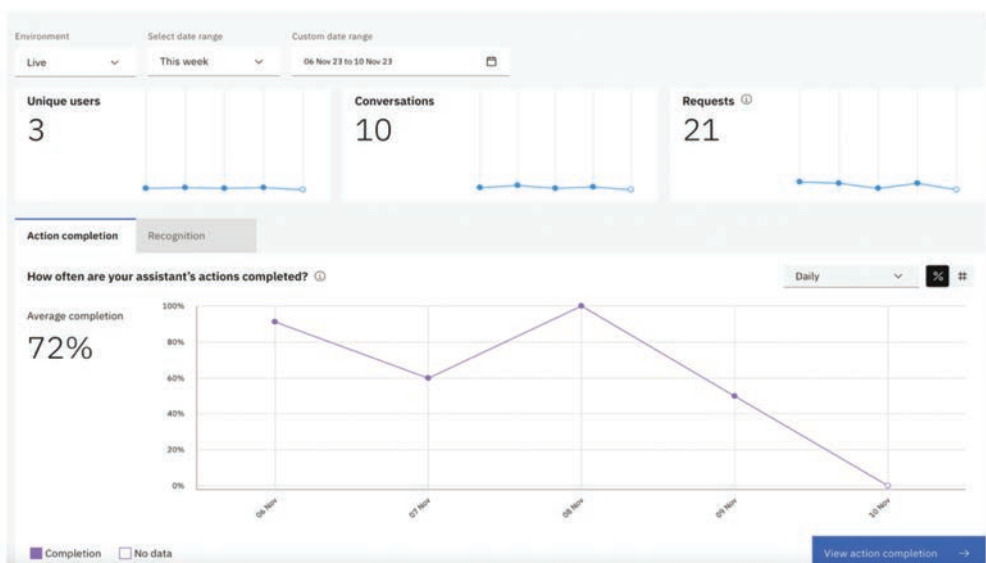 Environment Select date range Custom date range
Live This week 06 Nov 23 to 10 Nov 23
Unique users Conversations Requests
3 10 21
Action completion Recognition
How often are your assistant's actions completed? Daily % #
Average completion
72%
100%
80%
60%
40%
20%
0%
06 Nov 07 Nov 08 Nov 09 Nov 10 Nov
Completion No data View action completion →